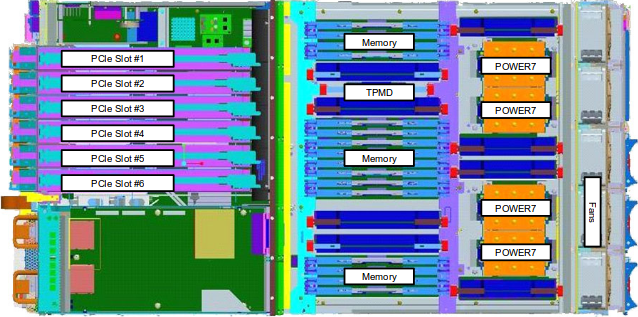 PCIe Slot #1
PCIe Slot #2
PCIe Slot #3
PCIe Slot #4
PCIe Slot #5
PCIe Slot #6
Memory
TPMD
Memory
Memory
POWER7
POWER7
POWER7
POWER7
Fans